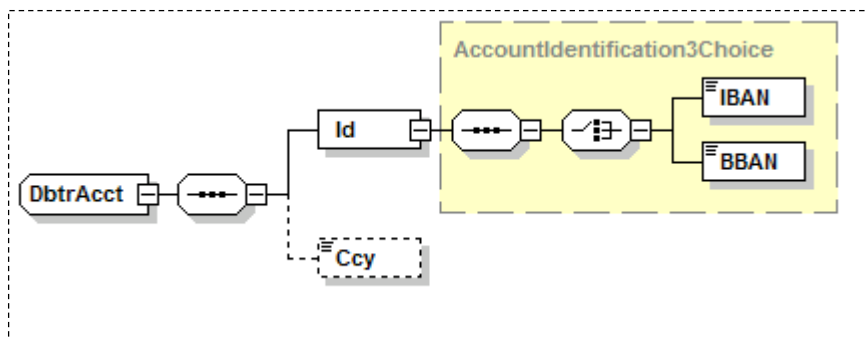 AccountIdentification3Choice
IBAN
Id
BBAN
DbtrAcct
Ccy